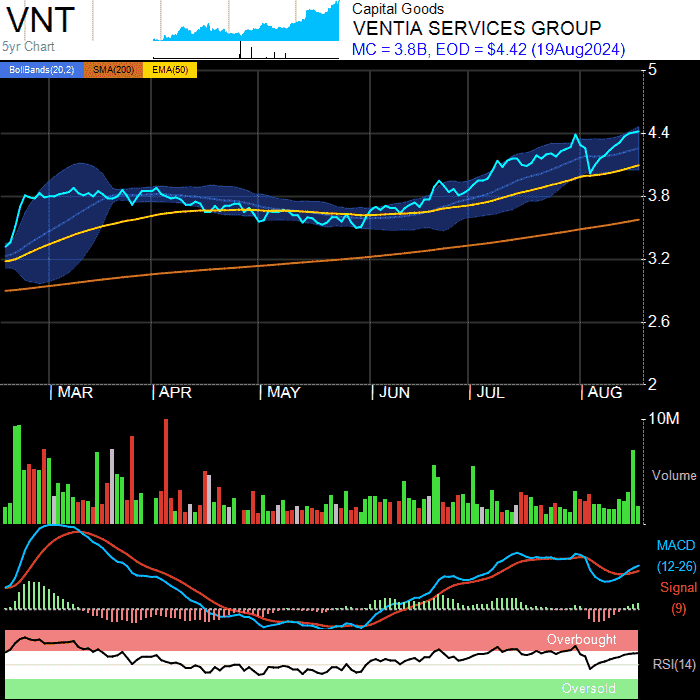 VNT
5yr Chart
Capital Goods
VENTIA SERVICES GROUP
MC = 3.8B, EOD = $4.42 (19Aug2024)
BollBands(20,2) SMA(200) EMA(50)
5
4.4
3.8
3.2
2.6
2
MAR APR MAY JUN JUL AUG
10M
Volume
MACD
(12-26)
Signal
(9)
Overbought
RSI(14)
Oversold